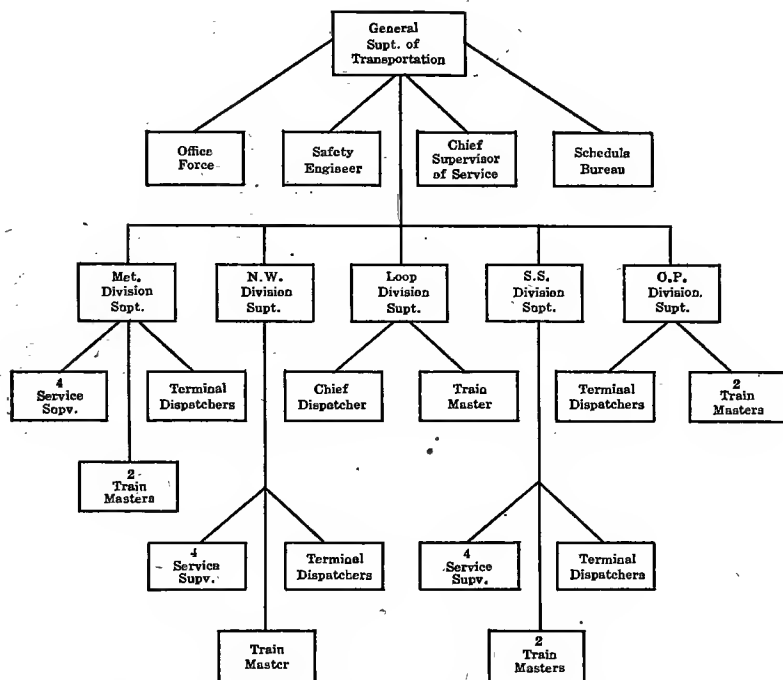 General
Supt. of
Transportation
Office
Force
Safety
Engineer
Chief
Supervisor
of Service
Schedule
Bureau
Met.
Division
Supt.
N.W.
Division
Supt.
Loop
Division
Supt.
S.S.
Division
Supt.
O.P.
Division.
Supt.
4
Service
Supv.
Terminal
Dispatchers
Chief
Dispatcher
Train
Master
Terminal
Dispatchers
2
Train
Masters
2
Train
Masters
4
Service
Supv.
Terminal
Dispatchers
4
Service
Supv.
Terminal
Dispatchers
Train
Master
2
Train
Masters